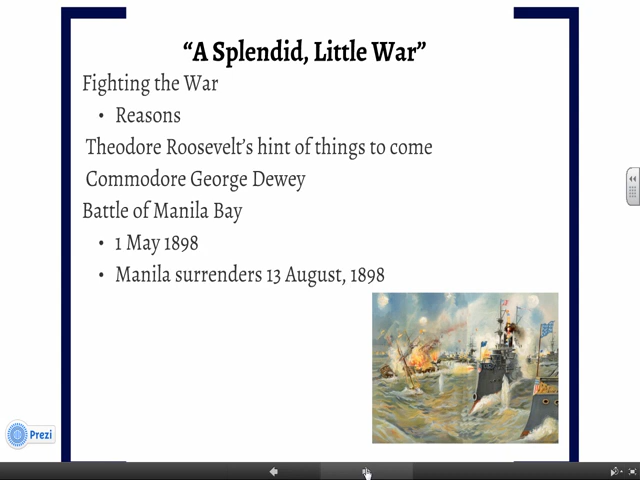 “A Splendid, Little War”
Fighting the War
• Reasons
Theodore Roosevelt’s hint of things to come
Commodore George Dewey
Battle of Manila Bay
• 1 May 1898
• Manila surrenders 13 August, 1898
Prezi